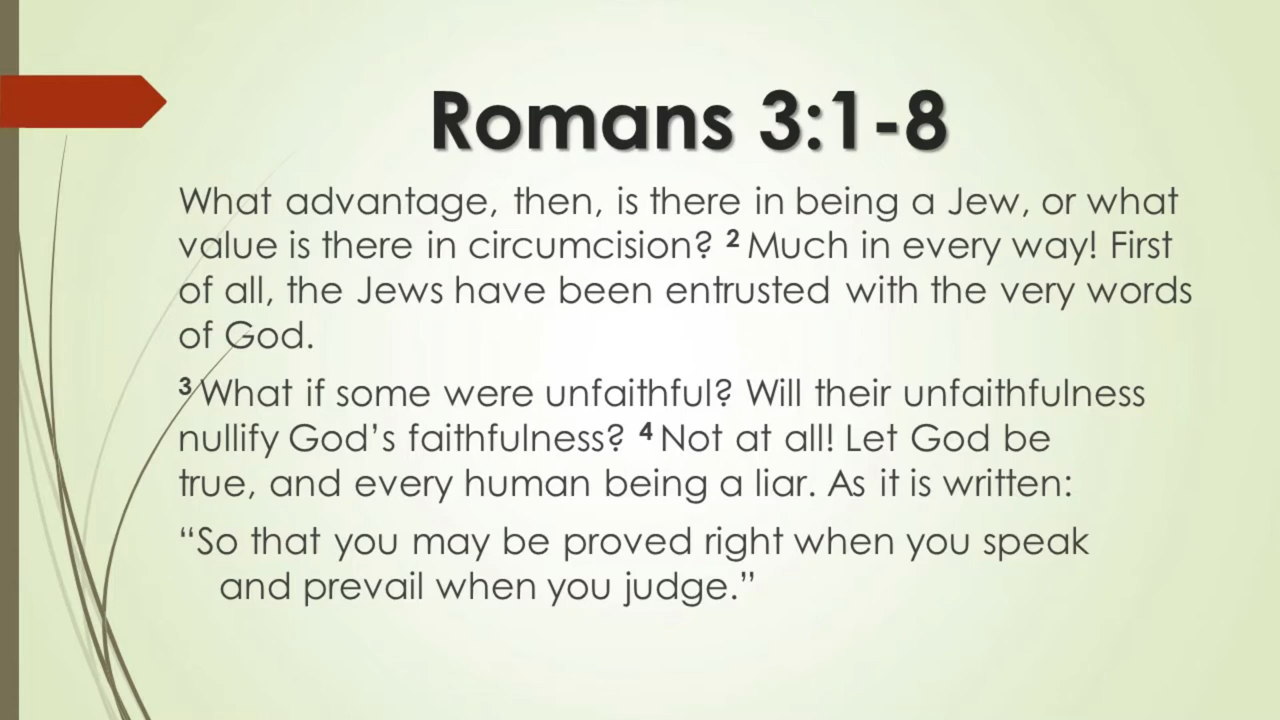 Romans 3:1-8
What advantage, then, is there in being a Jew, or what
value is there in circumcision? 2 Much in every way! First
of all, the Jews have been entrusted with the very words
of God.
3 What if some were unfaithful? Will their unfaithfulness
nullify God’s faithfulness? 4 Not at all! Let God be
true, and every human being a liar. As it is written:
“So that you may be proved right when you speak
and prevail when you judge.”